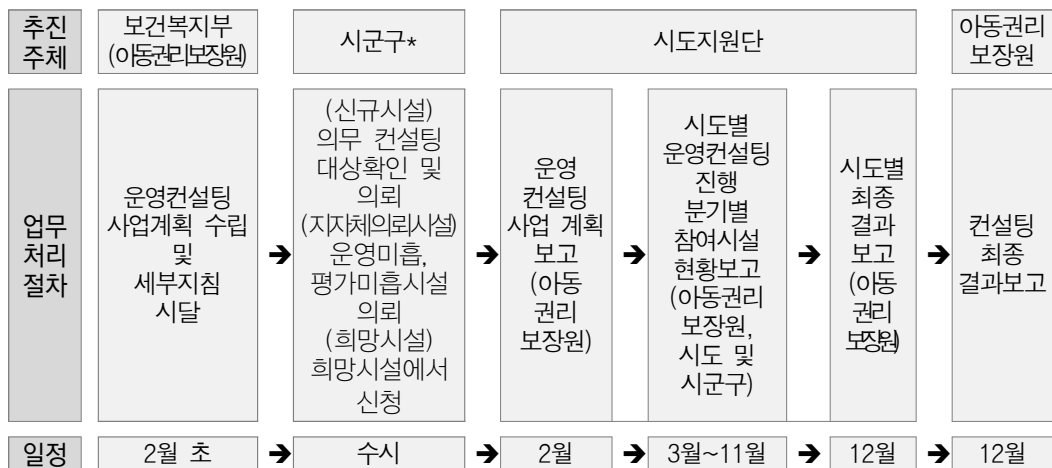 추진
주체
보건복지부
(아동권리보장원)
시군구*
시도지원단
아동권리
보장원
업무
처리
절차
운영컨설팅
사업계획 수립
및
세부지침
시달
➔
(신규시설)
의무 컨설팅
대상확인 및
의뢰
(지자체의뢰시설)
운영미흡,
평가미흡시설
의뢰
(희망시설)
희망시설에서
신청
➔
운영
컨설팅
사업 계획
보고
(아동
권리
보장원)
➔
시도별
운영컨설팅
진행
분기별
참여시설
현황보고
(아동권리
보장원,
시도 및
시군구)
➔
시도별
최종
결과
보고
(아동
권리
보장원)
➔
컨설팅
최종
결과보고
일정
2월 초
➔
수시
➔
2월
➔
3월~11월
➔
12월
➔
12월